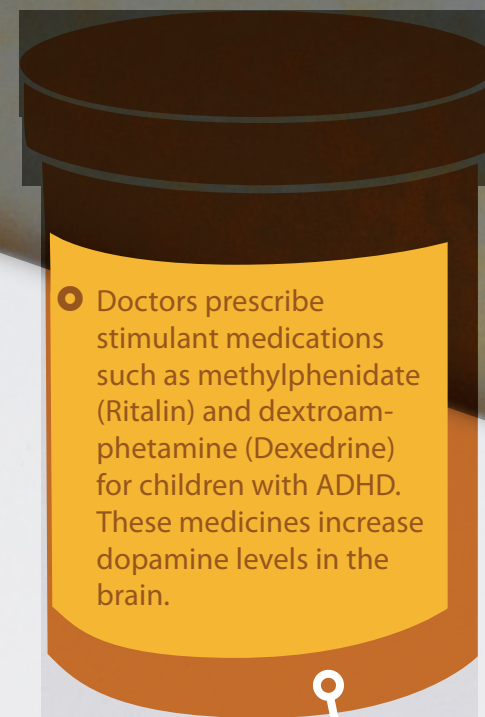 Doctors prescribe
stimulant medications
such as methylphenidate
(Ritalin) and dextroam-
phetamine (Dexedrine)
for children with ADHD.
These medicines increase
dopamine levels in the
brain.